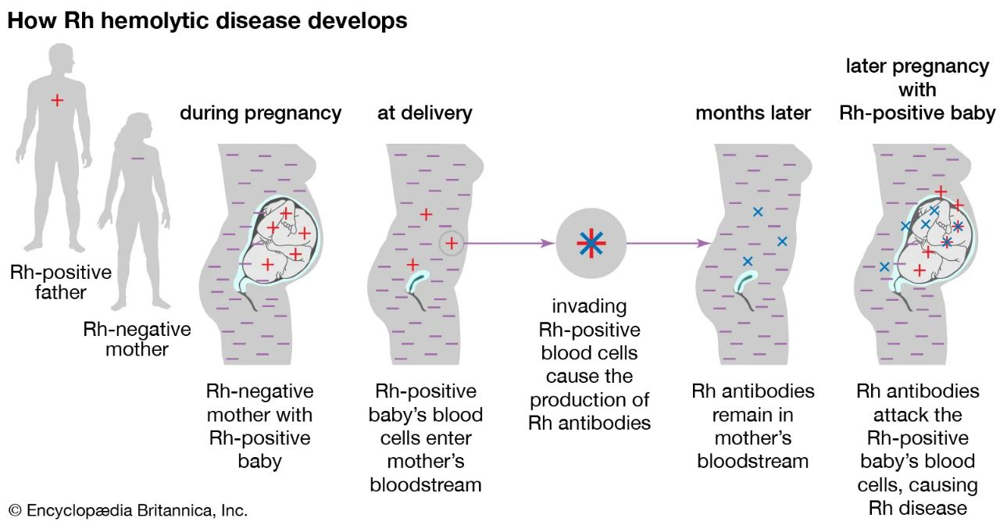 How Rh hemolytic disease develops
Rh-positive
father
Rh-negative
mother
during pregnancy
Rh-negative
mother with
Rh-positive
baby
at delivery
Rh-positive
baby's blood
cells enter
mother's
bloodstream
invading
Rh-positive
blood cells
cause the
production of
Rh antibodies
months later
Rh antibodies
remain in
mother's
bloodstream
later pregnancy
with
Rh-positive baby
Rh antibodies
attack the
Rh-positive
baby's blood
cells, causing
Rh disease
© Encyclopædia Britannica, Inc.